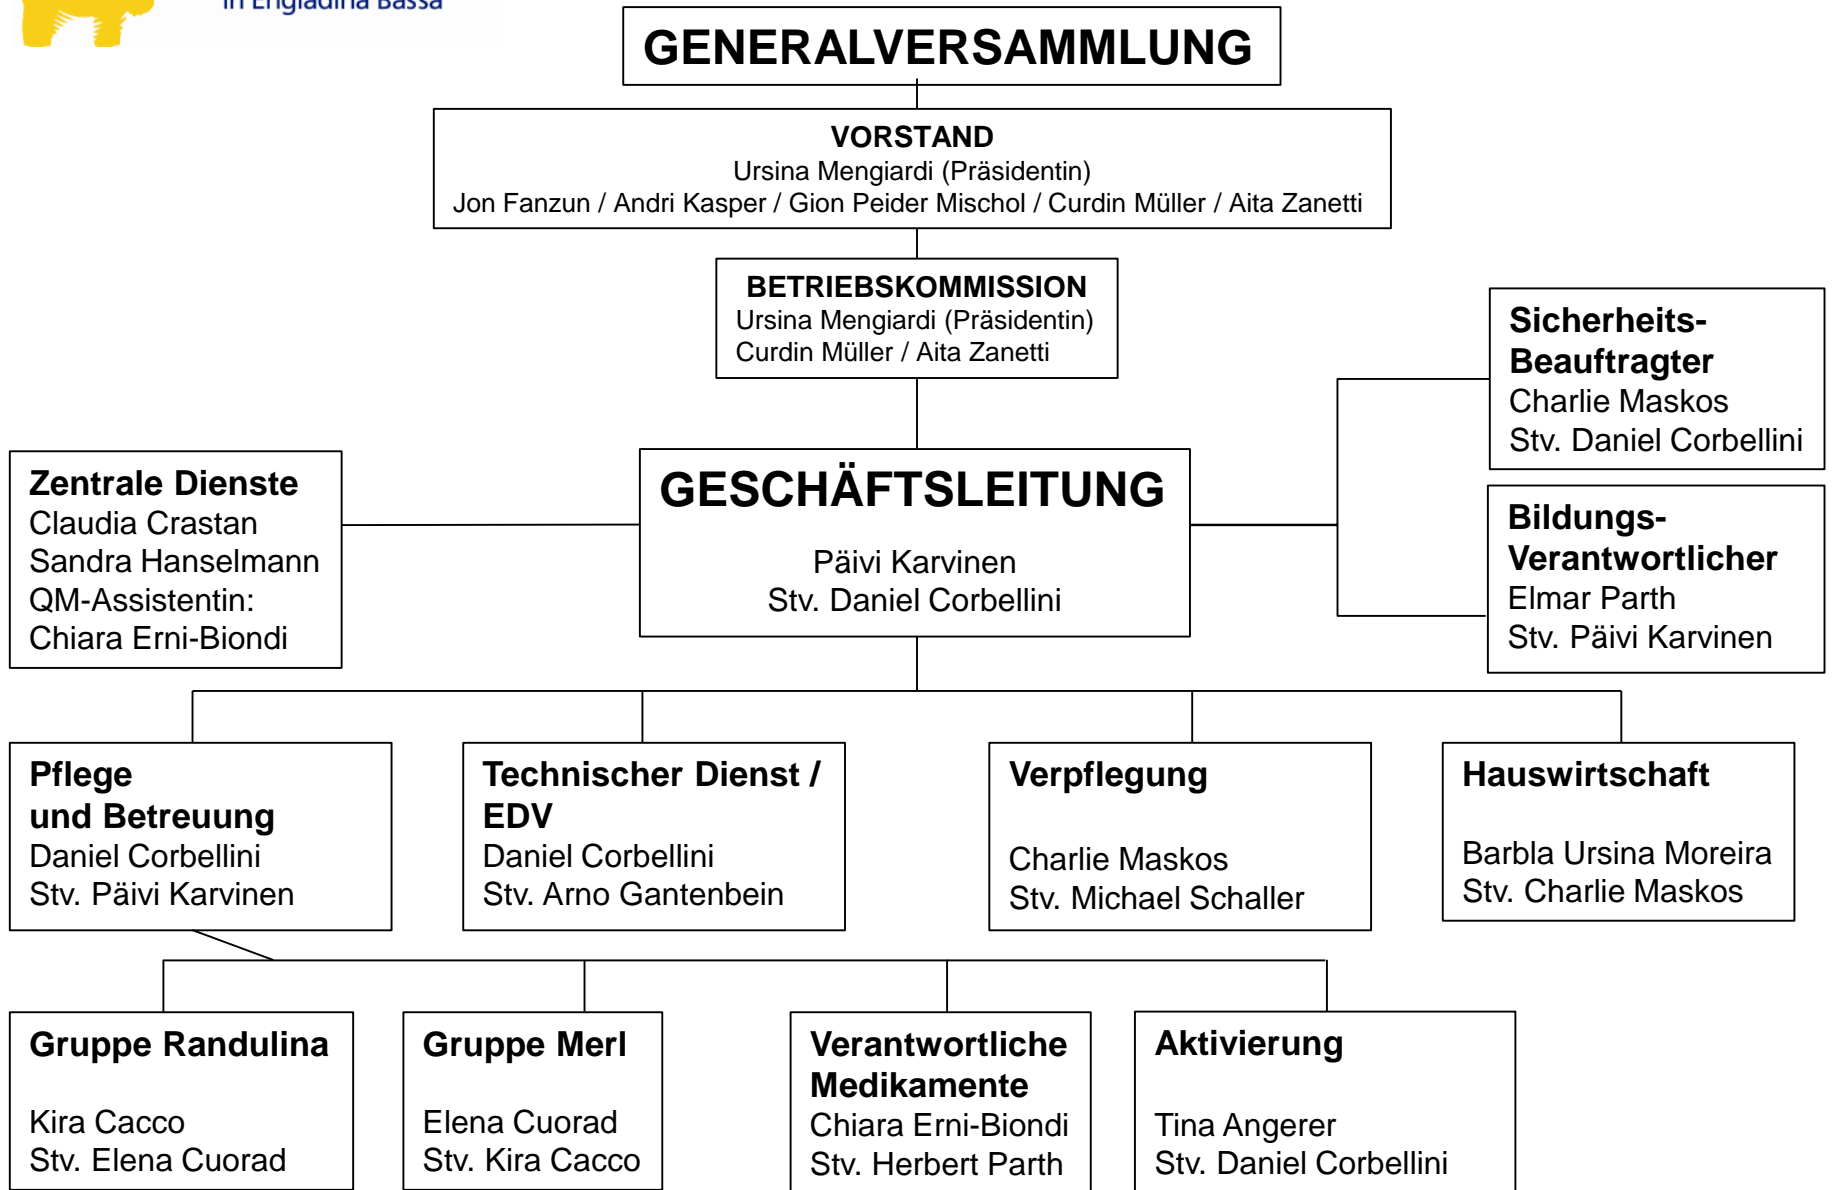 in Engiadina Bassa
GENERALVERSAMMLUNG
VORSTAND
Ursina Mengiardi (Präsidentin)
Jon Fanzun / Andri Kasper / Gion Peider Mischol / Curdin Müller / Aita Zanetti
BETRIEBSKOMMISSION
Ursina Mengiardi (Präsidentin)
Curdin Müller / Aita Zanetti
Sicherheits-
Beauftragter
Charlie Maskos
Stv. Daniel Corbellini
Zentrale Dienste
Claudia Crastan
Sandra Hanselmann
QM-Assistentin:
Chiara Erni-Biondi
GESCHÄFTSLEITUNG
Päivi Karvinen
Stv. Daniel Corbellini
Bildungs-
Verantwortlicher
Elmar Parth
Stv. Päivi Karvinen
Pflege
und Betreuung
Daniel Corbellini
Stv. Päivi Karvinen
Technischer Dienst /
EDV
Daniel Corbellini
Stv. Arno Gantenbein
Verpflegung
Charlie Maskos
Stv. Michael Schaller
Hauswirtschaft
Barbla Ursina Moreira
Stv. Charlie Maskos
Gruppe Randulina
Kira Cacco
Stv. Elena Cuorad
Gruppe Merl
Elena Cuorad
Stv. Kira Cacco
Verantwortliche
Medikamente
Chiara Erni-Biondi
Stv. Herbert Parth
Aktivierung
Tina Angerer
Stv. Daniel Corbellini